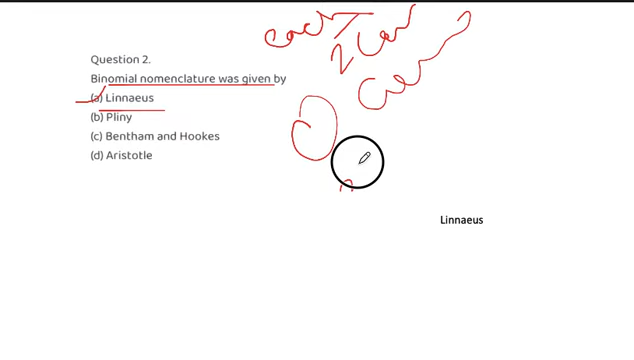 Question 2.
Binomial nomenclature was given by
(a) Linnaeus
(b) Pliny
(c) Bentham and Hookes
(d) Aristotle
Linnaeus